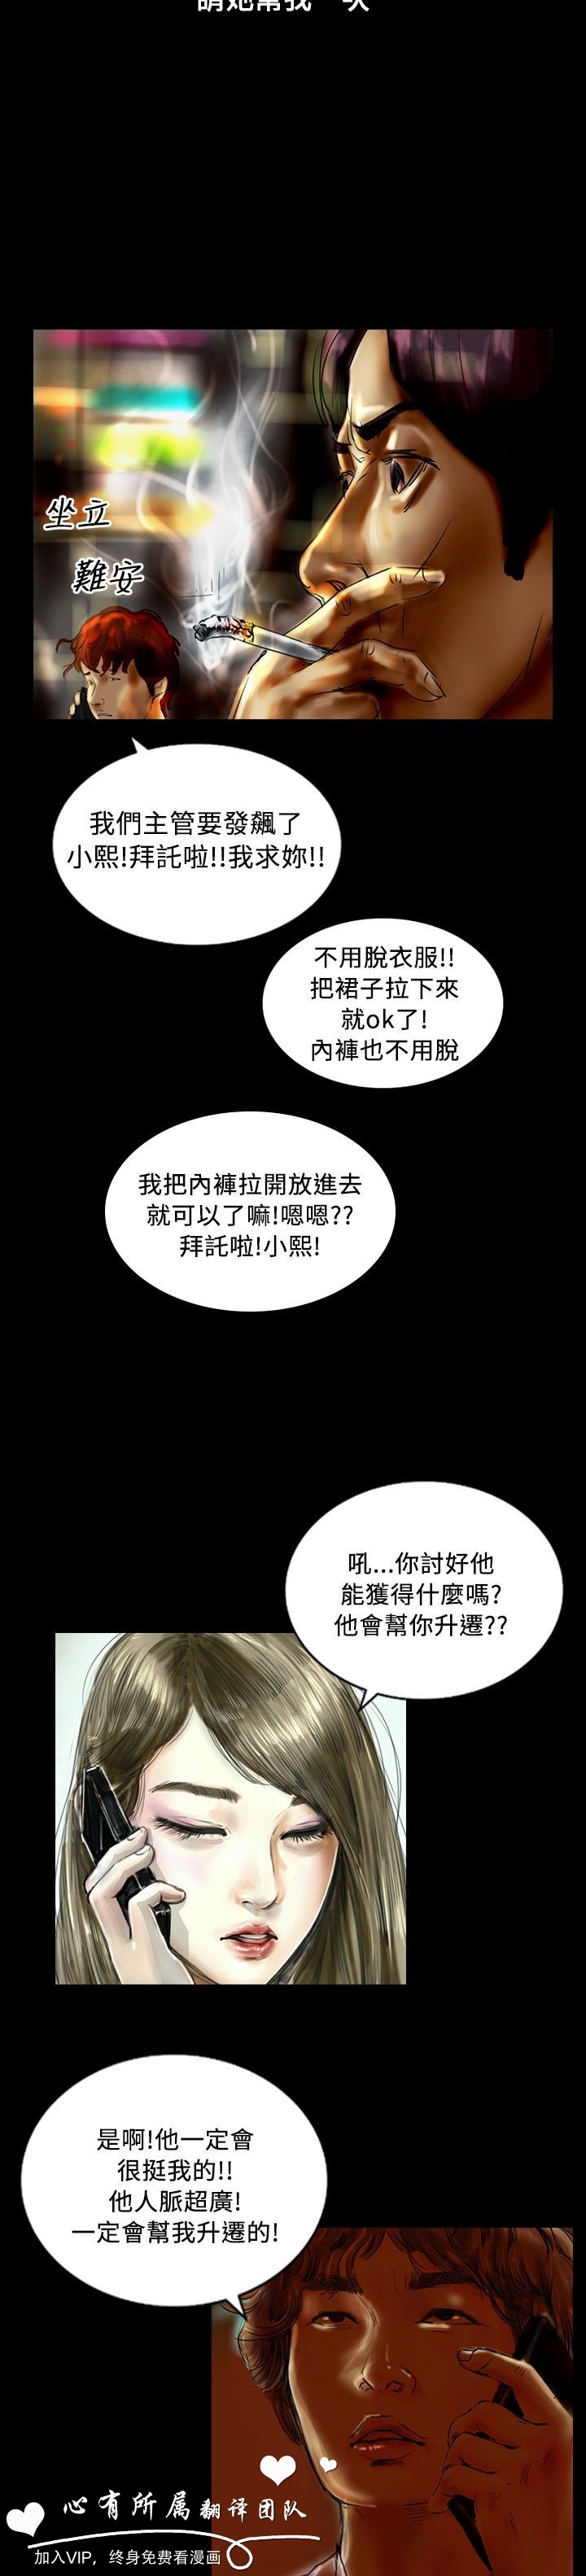 坐立
難安
我們主管要發飆了
小熙!拜託啦!!我求妳!!
不用脫衣服!!
把裙子拉下來
就ok了!
內褲也不用脫
我把內褲拉開放進去
就可以了嘛!嗯嗯??
拜託啦!小熙!
吼...你討好他
能獲得什麼嗎?
他會幫你升遷??
是啊!他一定會
很挺我的!!
他人脈超廣!
一定會幫我升遷的!
心有所属翻译团队
加入VIP，终身免费看漫画